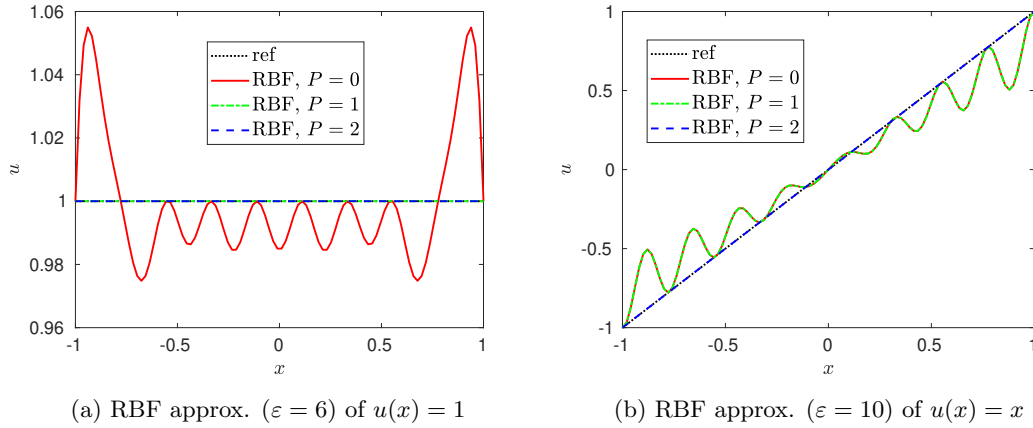 1.06
1.04
1.02
1
0.98
0.96
u
-1
-0.5
0
0.5
1
x
ref
RBF, P = 0
RBF, P = 1
RBF, P = 2
(a) RBF approx. (ε = 6) of u(x) = 1
1
0.5
0
-0.5
-1
u
-1
-0.5
0
0.5
1
x
ref
RBF, P = 0
RBF, P = 1
RBF, P = 2
(b) RBF approx. (ε = 10) of u(x) = x